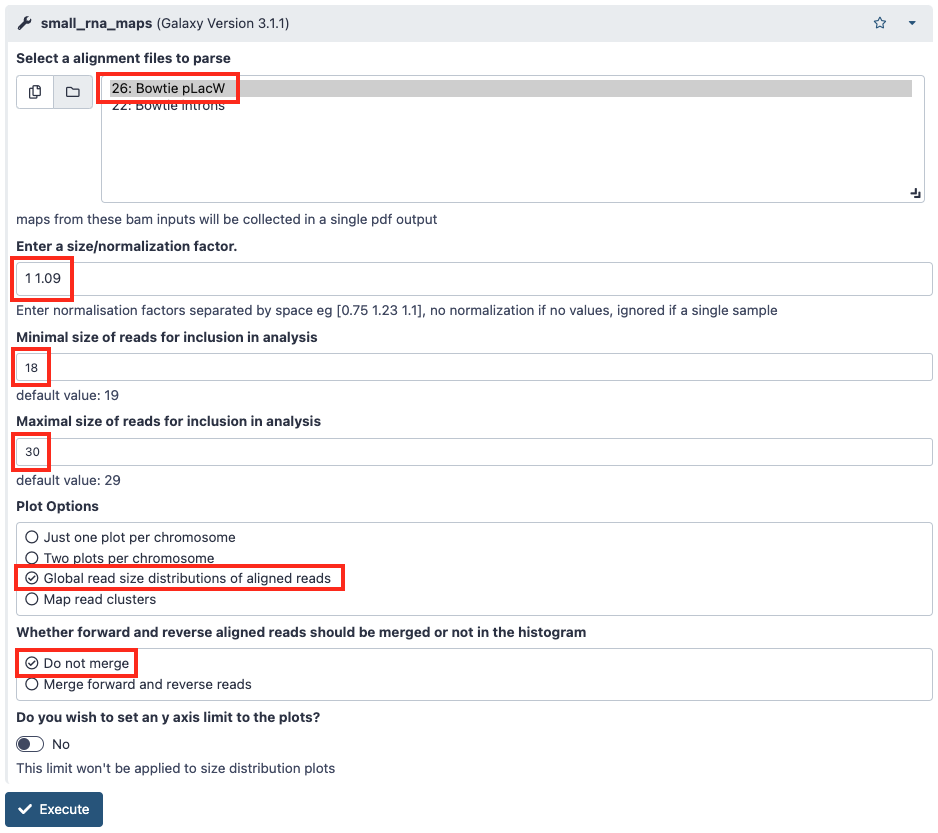 small_rna_maps (Galaxy Version 3.1.1)
Select a alignment files to parse
26: Bowtie pLacW
22: Bowtie introns
maps from these bam inputs will be collected in a single pdf output
Enter a size/normalization factor.
1 1.09
Enter normalisation factors separated by space eg [0.75 1.23 1.1], no normalization if no values, ignored if a single sample
Minimal size of reads for inclusion in analysis
18
default value: 19
Maximal size of reads for inclusion in analysis
30
default value: 29
Plot Options
Just one plot per chromosome
Two plots per chromosome
Global read size distributions of aligned reads
Map read clusters
Whether forward and reverse aligned reads should be merged or not in the histogram
Do not merge
Merge forward and reverse reads
Do you wish to set an y axis limit to the plots?
No
This limit won't be applied to size distribution plots
Execute